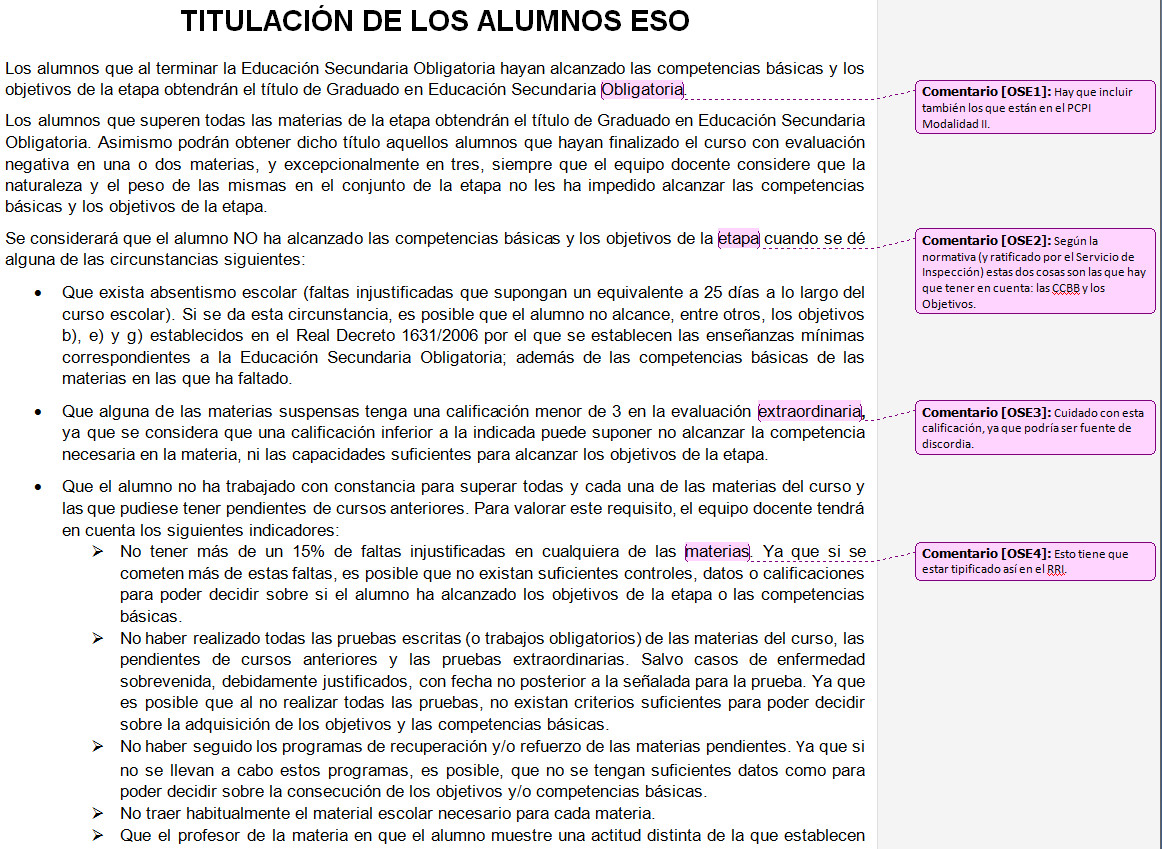 TITULACIÓN DE LOS ALUMNOS ESO
Los alumnos que al terminar la Educación Secundaria Obligatoria hayan alcanzado las competencias básicas y los
objetivos de la etapa obtendrán el título de Graduado en Educación Secundaria Obligatoria.
Comentario [OSE1]: Hay que incluir
también los que están en el PCPI
Modalidad II.
Los alumnos que superen todas las materias de la etapa obtendrán el título de Graduado en Educación Secundaria
Obligatoria. Asimismo podrán obtener dicho título aquellos alumnos que hayan finalizado el curso con evaluación
negativa en una o dos materias, y excepcionalmente en tres, siempre que el equipo docente considere que la
naturaleza y el peso de las mismas en el conjunto de la etapa no les ha impedido alcanzar las competencias
básicas y los objetivos de la etapa.
Se considerará que el alumno NO ha alcanzado las competencias básicas y los objetivos de la etapa cuando se dé
alguna de las circunstancias siguientes:
Comentario [OSE2]: Según la
normativa (y ratificado por el Servicio de
Inspección) estas dos cosas son las que hay
que tener en cuenta: las CCBB y los
Objetivos.
• Que exista absentismo escolar (faltas injustificadas que supongan un equivalente a 25 días a lo largo del
curso escolar). Si se da esta circunstancia, es posible que el alumno no alcance, entre otros, los objetivos
b), e) y g) establecidos en el Real Decreto 1631/2006 por el que se establecen las enseñanzas mínimas
correspondientes a la Educación Secundaria Obligatoria; además de las competencias básicas de las
materias en las que ha faltado.
• Que alguna de las materias suspensas tenga una calificación menor de 3 en la evaluación extraordinaria,
ya que se considera que una calificación inferior a la indicada puede suponer no alcanzar la competencia
necesaria en la materia, ni las capacidades suficientes para alcanzar los objetivos de la etapa.
Comentario [OSE3]: Cuidado con esta
calificación, ya que podría ser fuente de
discordia.
• Que el alumno no ha trabajado con constancia para superar todas y cada una de las materias del curso y
las que pudiese tener pendientes de cursos anteriores. Para valorar este requisito, el equipo docente tendrá
en cuenta los siguientes indicadores:
➢ No tener más de un 15% de faltas injustificadas en cualquiera de las materias. Ya que si se
cometen más de estas faltas, es posible que no existan suficientes controles, datos o calificaciones
para poder decidir sobre si el alumno ha alcanzado los objetivos de la etapa o las competencias
básicas.
Comentario [OSE4]: Esto tiene que
estar tipificado así en el RRI.
➢ No haber realizado todas las pruebas escritas (o trabajos obligatorios) de las materias del curso, las
pendientes de cursos anteriores y las pruebas extraordinarias. Salvo casos de enfermedad
sobrevenida, debidamente justificados, con fecha no posterior a la señalada para la prueba. Ya que
es posible que al no realizar todas las pruebas, no existan criterios suficientes para poder decidir
sobre la adquisición de los objetivos y las competencias básicas.
➢ No haber seguido los programas de recuperación y/o refuerzo de las materias pendientes. Ya que si
no se llevan a cabo estos programas, es posible, que no se tengan suficientes datos como para
poder decidir sobre la consecución de los objetivos y/o competencias básicas.
➢ No traer habitualmente el material escolar necesario para cada materia.
➢ Que el profesor de la materia en que el alumno muestre una actitud distinta de la que establecen